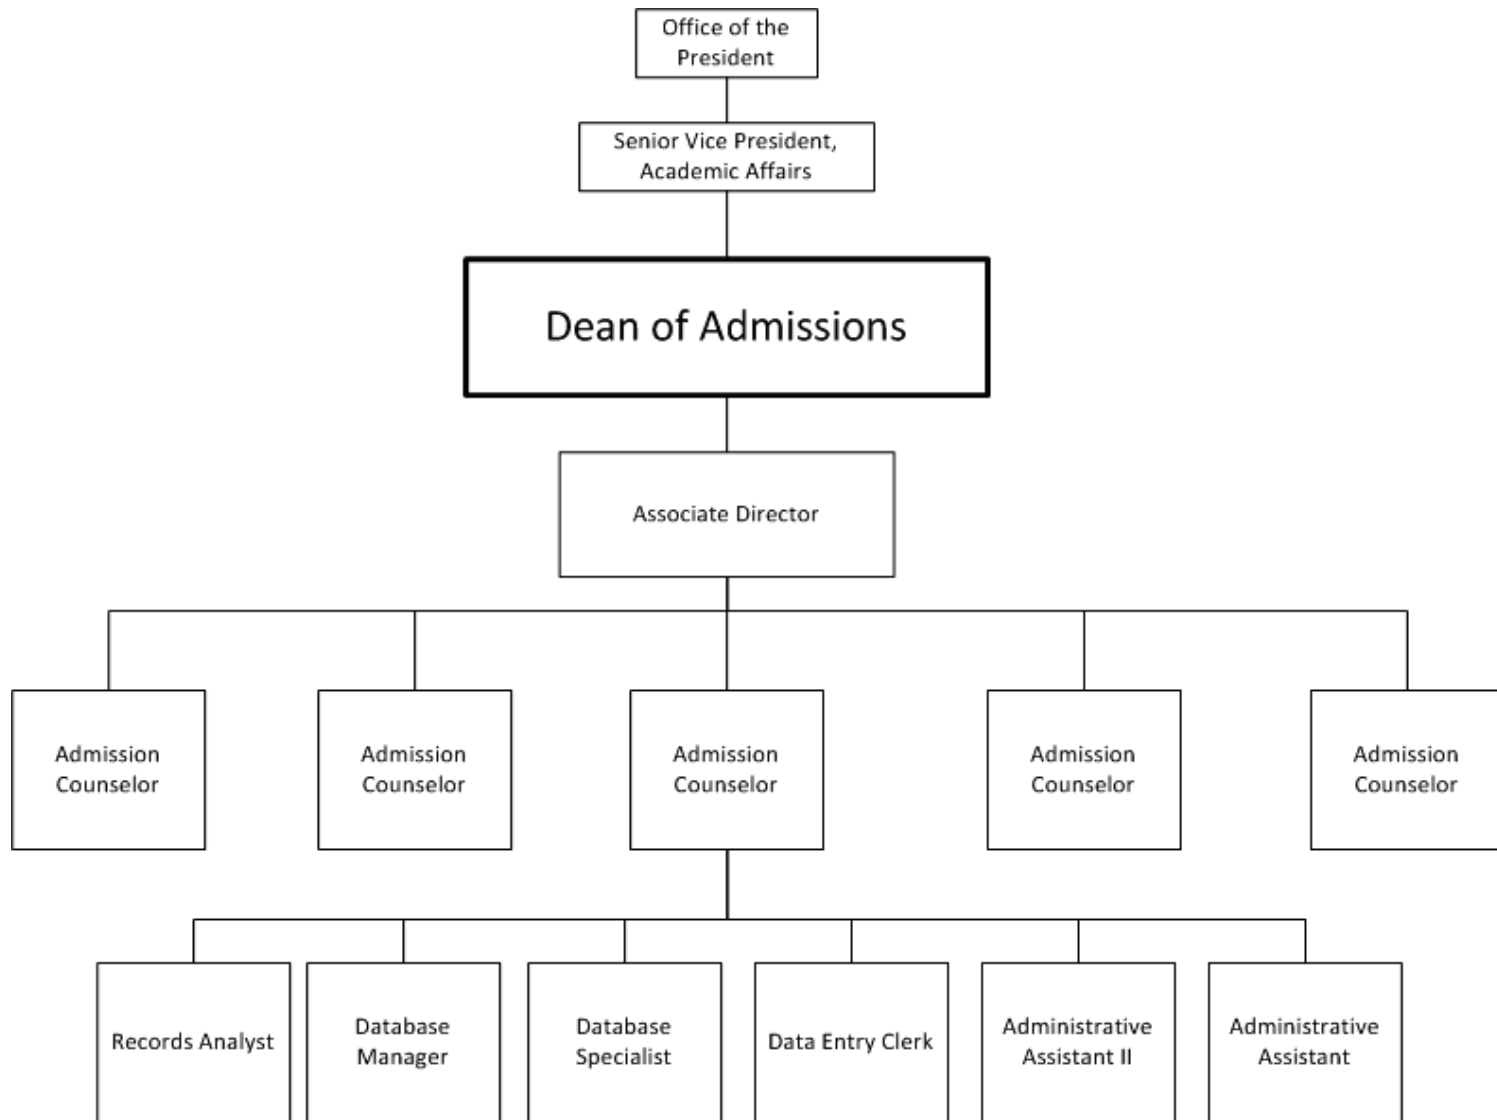 Office of the
President
Senior Vice President,
Academic Affairs
Dean of Admissions
Associate Director
Admission
Counselor
Admission
Counselor
Admission
Counselor
Admission
Counselor
Admission
Counselor
Records Analyst
Database
Manager
Database
Specialist
Data Entry Clerk
Administrative
Assistant II
Administrative
Assistant